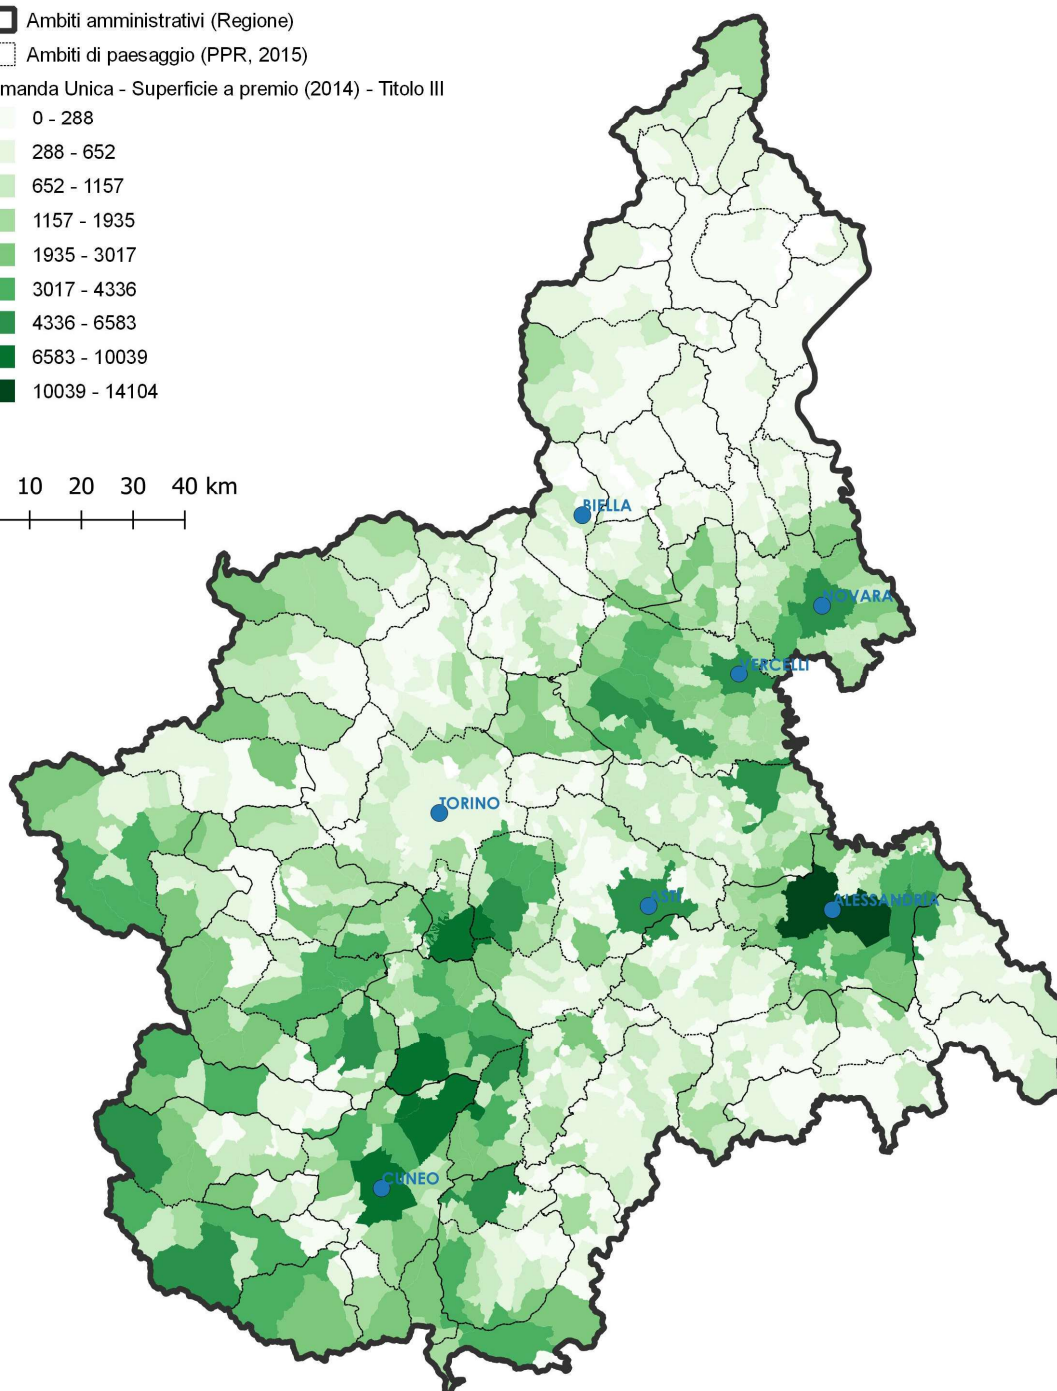 Ambiti amministrativi (Regione)
Ambiti di paesaggio (PPR, 2015)
manda Unica - Superficie a premio (2014) - Titolo III
0 - 288
288 - 652
652 - 1157
1157 - 1935
1935 - 3017
3017 - 4336
4336 - 6583
6583 - 10039
10039 - 14104
10 20 30 40 km
BIELLA
NOVARA
VERCELLI
TORINO
ASTI
ALESSANDRIA
CUNEO